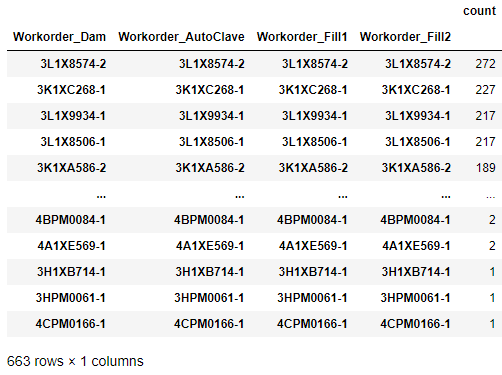 count
Workorder_Dam Workorder_AutoClave Workorder_Fill1 Workorder_Fill2
3L1X8574-2 3L1X8574-2 3L1X8574-2 3L1X8574-2 272
3K1XC268-1 3K1XC268-1 3K1XC268-1 3K1XC268-1 227
3L1X9934-1 3L1X9934-1 3L1X9934-1 3L1X9934-1 217
3L1X8506-1 3L1X8506-1 3L1X8506-1 3L1X8506-1 217
3K1XA586-2 3K1XA586-2 3K1XA586-2 3K1XA586-2 189
... ... ... ... ...
4BPM0084-1 4BPM0084-1 4BPM0084-1 4BPM0084-1 2
4A1XE569-1 4A1XE569-1 4A1XE569-1 4A1XE569-1 2
3H1XB714-1 3H1XB714-1 3H1XB714-1 3H1XB714-1 1
3HPM0061-1 3HPM0061-1 3HPM0061-1 3HPM0061-1 1
4CPM0166-1 4CPM0166-1 4CPM0166-1 4CPM0166-1 1
663 rows × 1 columns